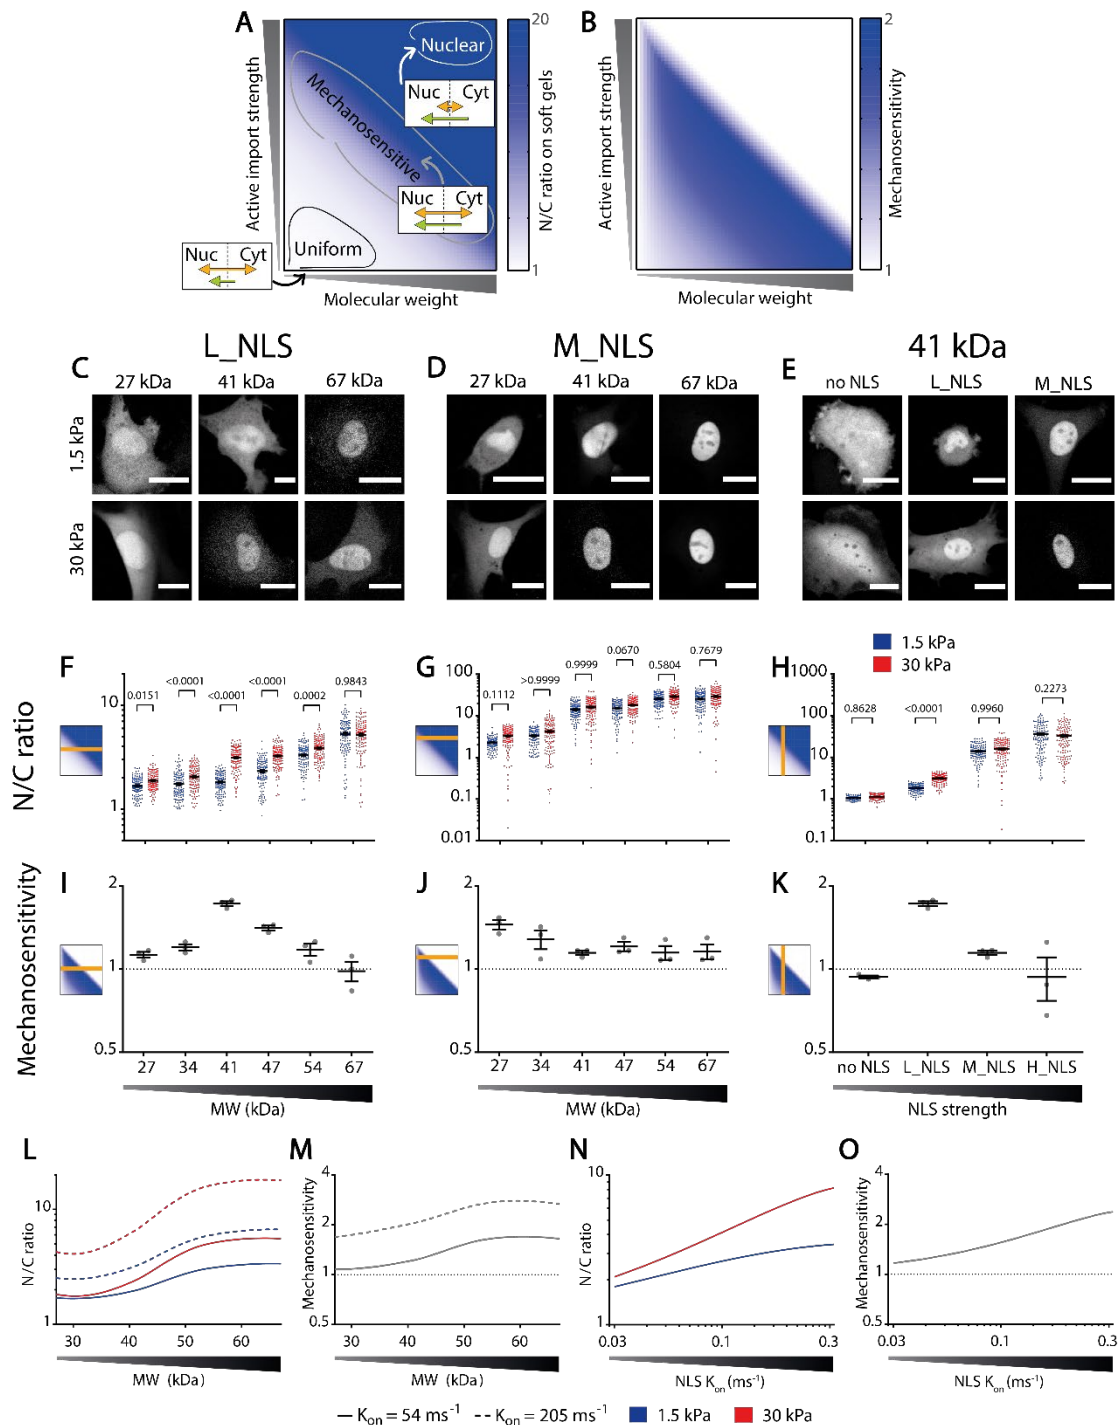 A
Active import strength
Nuclear
Nuc Cyt
Mechanosensitive
Nuc Cyt
Uniform
Nuc Cyt
Molecular weight
20
N/C ratio on soft gels
1
B
Active import strength
Molecular weight
2
Mechanosensitivity
1
L_NLS
M_NLS
41 kDa
C
27 kDa 41 kDa 67 kDa
D
27 kDa 41 kDa 67 kDa
E
no NLS L_NLS M_NLS
1.5 kPa
30 kPa
1.5 kPa
30 kPa
N/C ratio
F
10
1
0.0151 <0.0001 <0.0001 <0.0001 0.0002 0.9843
G
100
10
1
0.1
0.01
0.1112 >0.9999 0.9999 0.0670 0.5804 0.7679
H
1000
100
10
1
0.1
0.8628 <0.0001 0.9960 0.2273
Mechanosensitivity
I
2
1
0.5
27 34 41 47 54 67
MW (kDa)
J
2
1
0.5
27 34 41 47 54 67
MW (kDa)
K
2
1
0.5
no NLS L_NLS M_NLS H_NLS
NLS strength
L
N/C ratio
10
1
30 40 50 60
MW (kDa)
M
Mechanosensitivity
4
2
1
0.5
30 40 50 60
MW (kDa)
N
N/C ratio
10
1
0.03 0.1 0.3
NLS Kon (ms⁻¹)
O
Mechanosensitivity
4
2
1
0.5
0.03 0.1 0.3
NLS Kon (ms⁻¹)
Kon = 54 ms⁻¹ Kon = 205 ms⁻¹ 1.5 kPa 30 kPa